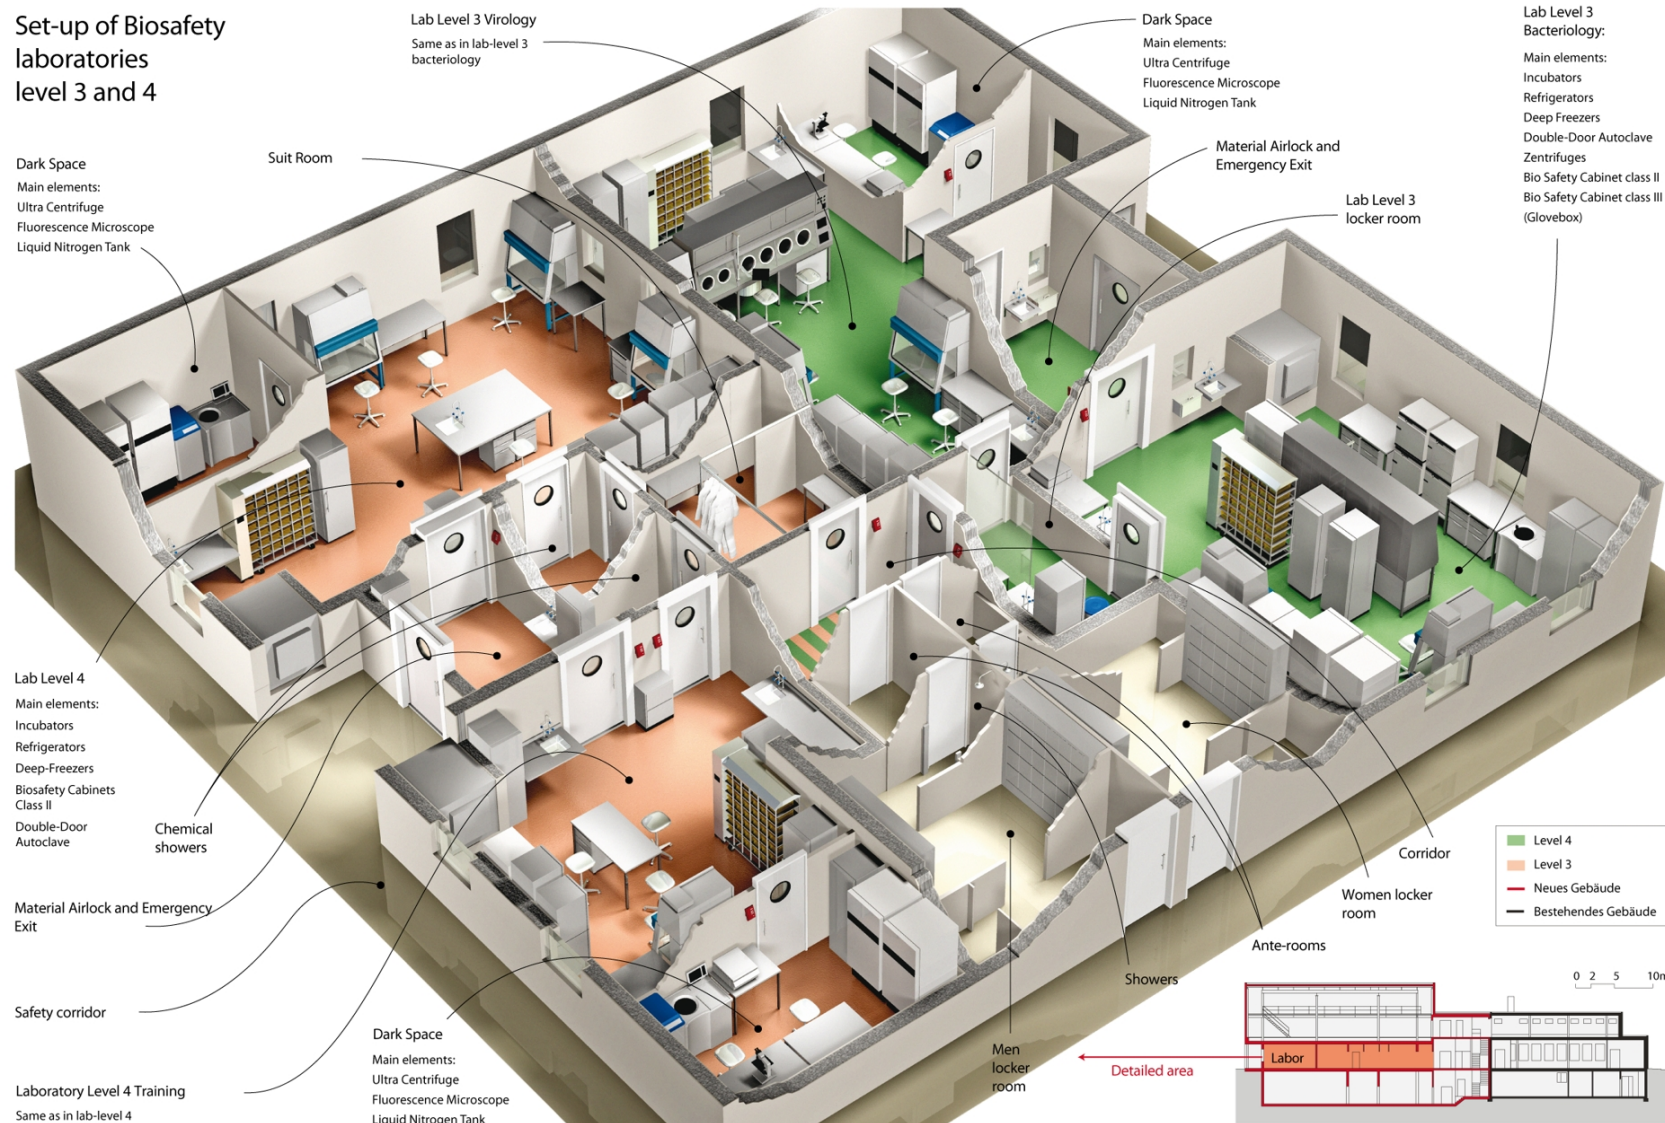 Set-up of Biosafety
laboratories
level 3 and 4
Lab Level 3 Virology
Same as in lab-level 3
bacteriology
Dark Space
Main elements:
Ultra Centrifuge
Fluorescence Microscope
Liquid Nitrogen Tank
Lab Level 3
Bacteriology:
Main elements:
Incubators
Refrigerators
Deep Freezers
Double-Door Autoclave
Zentrifuges
Bio Safety Cabinet class II
Bio Safety Cabinet class III
(Glovebox)
Material Airlock and
Emergency Exit
Lab Level 3
locker room
Suit Room
Dark Space
Main elements:
Ultra Centrifuge
Fluorescence Microscope
Liquid Nitrogen Tank
Lab Level 4
Main elements:
Incubators
Refrigerators
Deep-Freezers
Biosafety Cabinets
Class II
Double-Door
Autoclave
Chemical
showers
Material Airlock and Emergency
Exit
Safety corridor
Laboratory Level 4 Training
Same as in lab-level 4
Dark Space
Main elements:
Ultra Centrifuge
Fluorescence Microscope
Liquid Nitrogen Tank
Men
locker
room
Showers
Ante-rooms
Women locker
room
Corridor
Level 4
Level 3
Neues Gebäude
Bestehendes Gebäude
0 2 5 10m
Labor
Detailed area